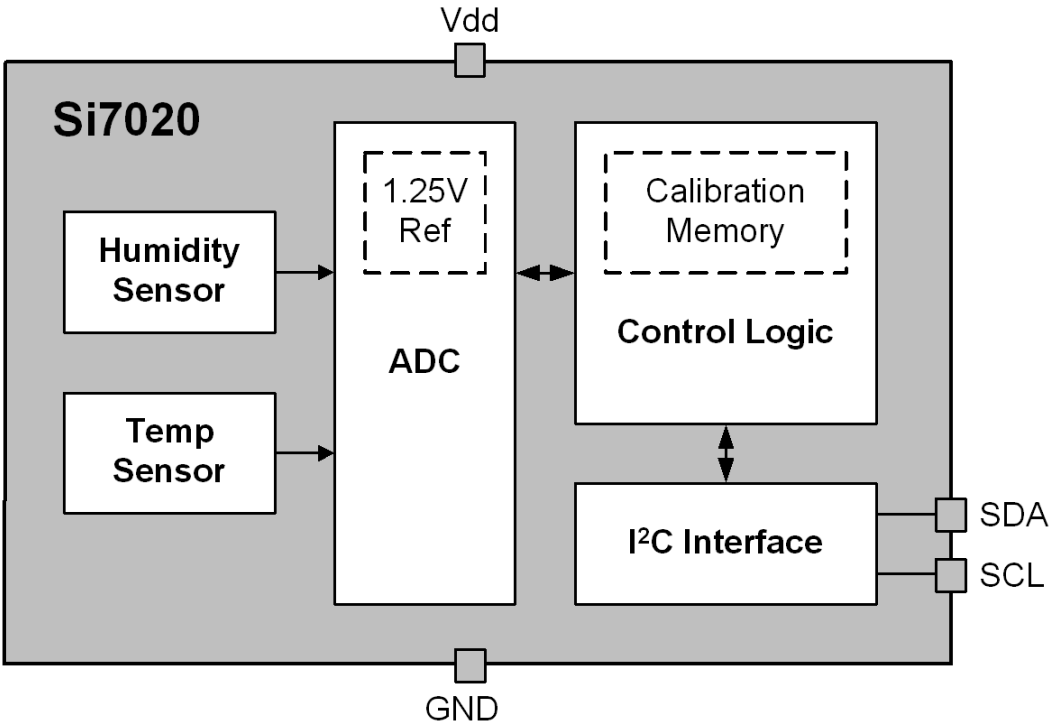 Vdd
Si7020
1.25V
Ref
Calibration
Memory
Humidity
Sensor
Control Logic
ADC
Temp
Sensor
I²C Interface
SDA
SCL
GND